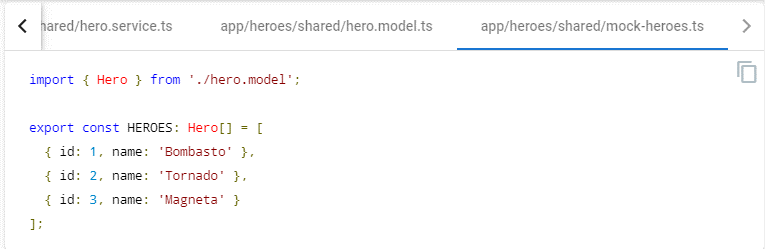 hared/hero.service.ts app/heroes/shared/hero.model.ts app/heroes/shared/mock-heroes.ts
import { Hero } from './hero.model';
export const HEROES: Hero[] = [
{ id: 1, name: 'Bombasto' },
{ id: 2, name: 'Tornado' },
{ id: 3, name: 'Magneta' }
];